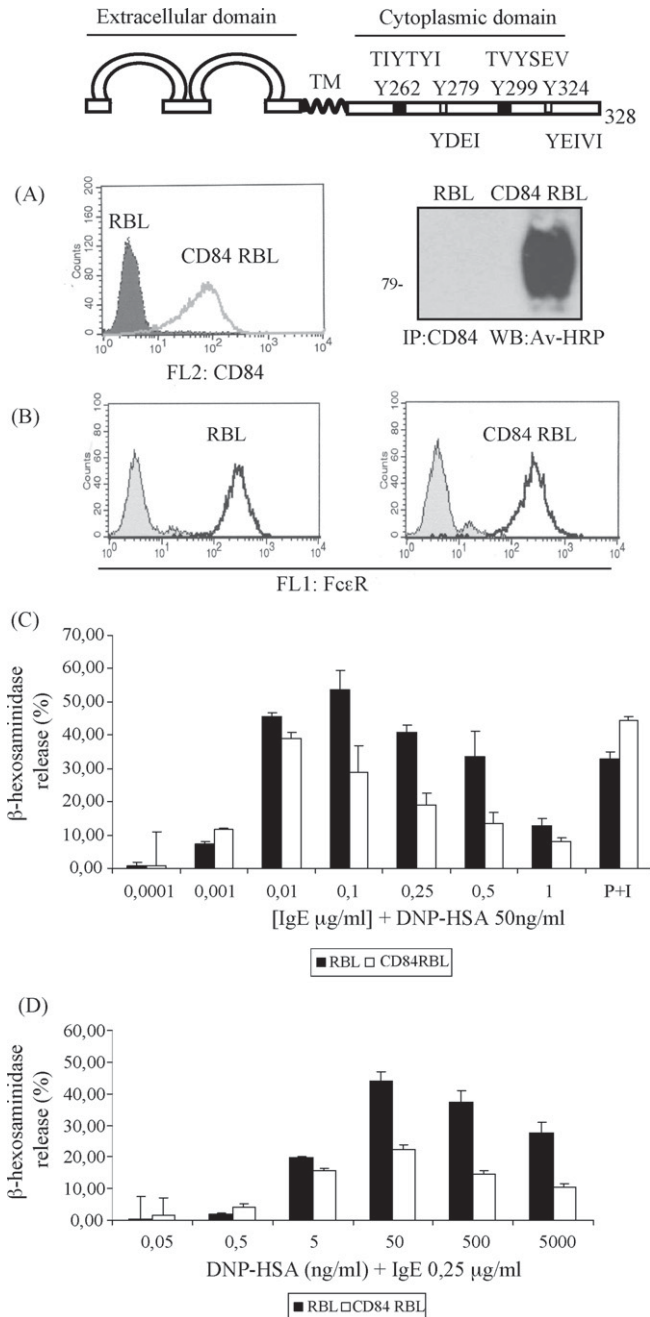 Extracellular domain Cytoplasmic domain
TIYTYI TVYSEV
TM Y262 Y279 Y299 Y324
328
YDEI YEIVI
(A)
RBL CD84 RBL
200
160
120
80
40
0
Counts
RBL
CD84 RBL
10⁰ 10¹ 10² 10³ 10⁴
FL2: CD84
79-
IP:CD84 WB:Av-HRP
(B)
100
80
60
40
20
0
Counts
RBL
10⁰ 10¹ 10² 10³ 10⁴
100
80
60
40
20
0
Counts
CD84 RBL
10⁰ 10¹ 10² 10³ 10⁴
FL1: FcεR
(C)
β-hexosaminidase
release (%)
70,00
60,00
50,00
40,00
30,00
20,00
10,00
0,00
0,0001 0,001 0,01 0,1 0,25 0,5 1 P+I
[IgE μg/ml] + DNP-HSA 50ng/ml
RBL CD84RBL
(D)
β-hexosaminidase
release (%)
60,00
50,00
40,00
30,00
20,00
10,00
0,00
0,05 0,5 5 50 500 5000
DNP-HSA (ng/ml) + IgE 0,25 μg/ml
RBL CD84 RBL